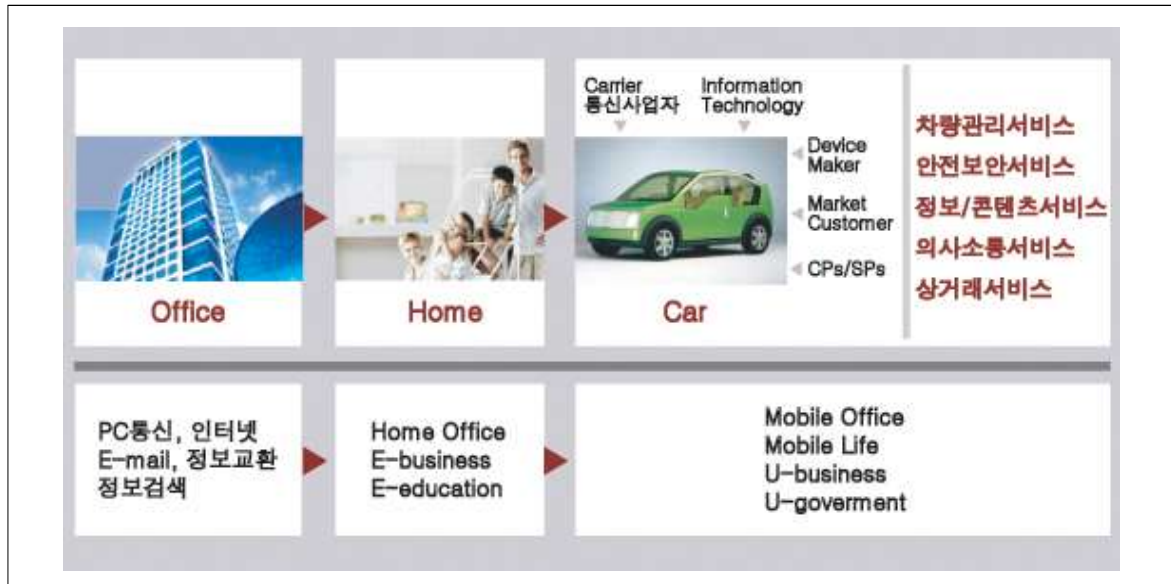 Carrier
통신사업자
Information
Technology
Device
Maker
Market
Customer
CPs/SPs
차량관리서비스
안전보안서비스
정보/콘텐츠서비스
의사소통서비스
상거래서비스
Office
Home
Car
PC통신, 인터넷
E-mail, 정보교환
정보검색
Home Office
E-business
E-education
Mobile Office
Mobile Life
U-business
U-goverment